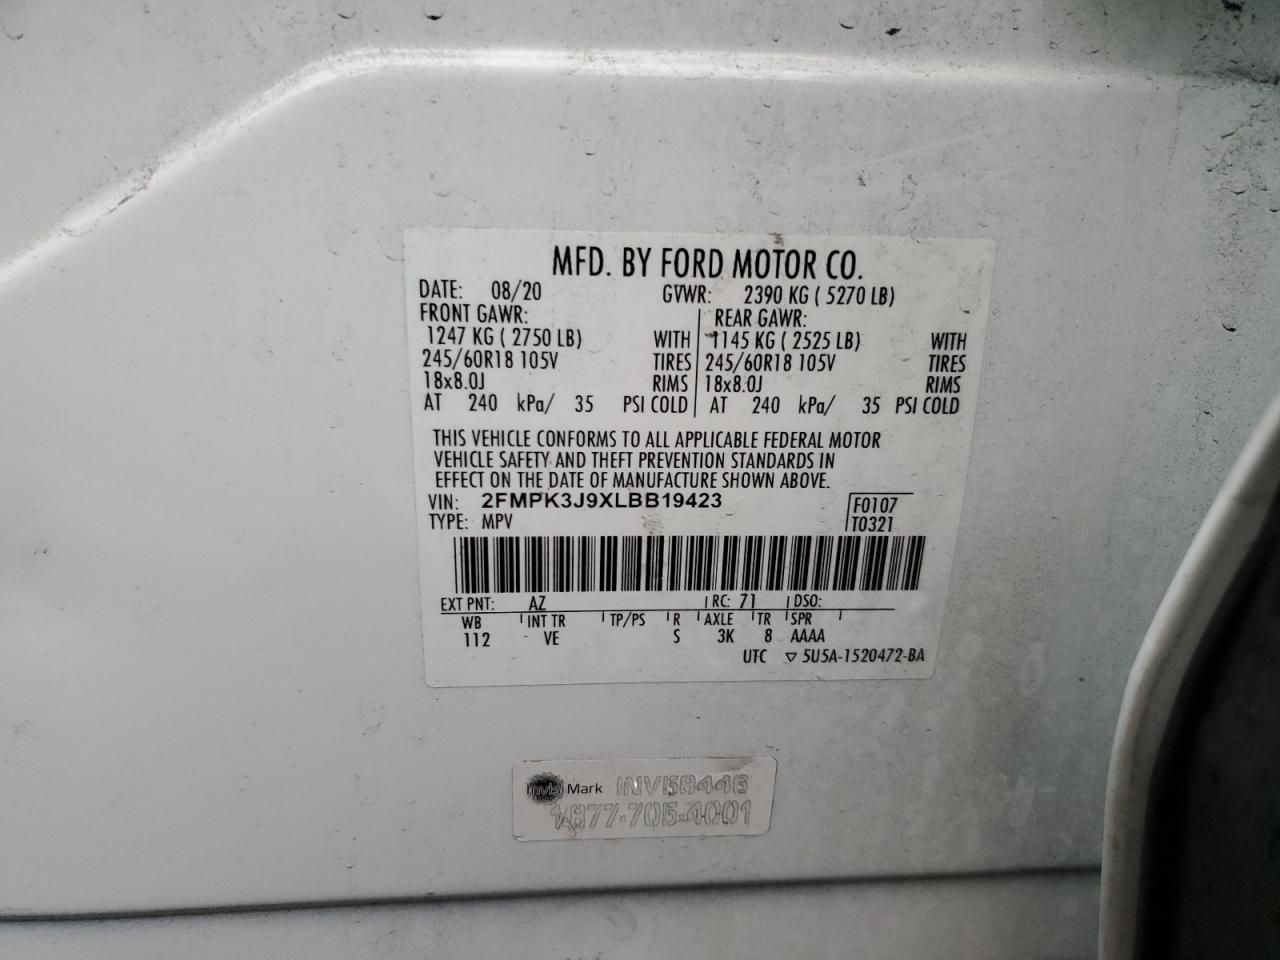 MFD. BY FORD MOTOR CO.
DATE: 08/20 GVWR: 2390 KG ( 5270 LB)
FRONT GAWR: REAR GAWR:
1247 KG ( 2750 LB) WITH 1145 KG ( 2525 LB) WITH
245/60R18 105V TIRES 245/60R18 105V TIRES
18x8.0J RIMS 18x8.0J RIMS
AT 240 kPa/ 35 PSI COLD AT 240 kPa/ 35 PSI COLD
THIS VEHICLE CONFORMS TO ALL APPLICABLE FEDERAL MOTOR
VEHICLE SAFETY AND THEFT PREVENTION STANDARDS IN
EFFECT ON THE DATE OF MANUFACTURE SHOWN ABOVE.
VIN: 2FMPK3J9XLBB19423 F0107
TYPE: MPV T0321
EXT PNT: AZ RC: 71 DSO:
WB INT TR TP/PS R AXLE TR SPR
112 VE S 3K 8 AAAA
UTC ▽ 5U5A-1520472-BA
invis Mark INV58446
1-877-705-4001